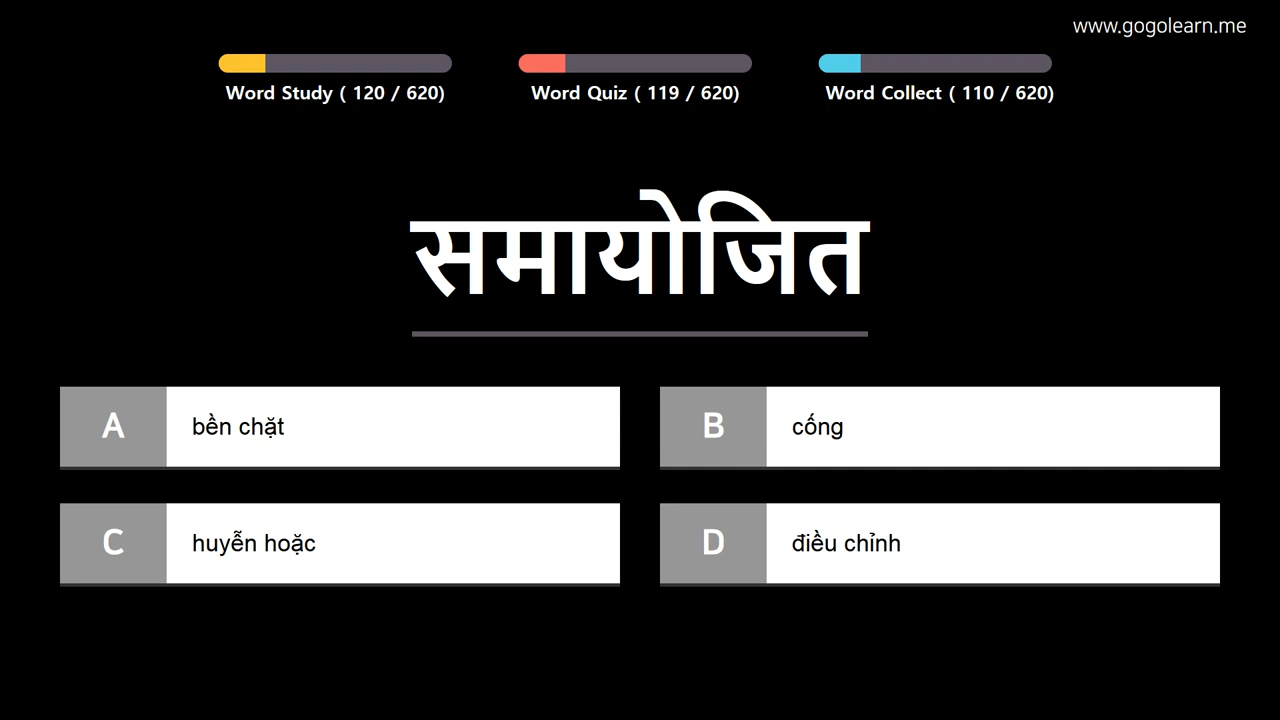 www.gogolearn.me
Word Study ( 120 / 620)
Word Quiz ( 119 / 620)
Word Collect ( 110 / 620)
समायोजित
A
bền chặt
B
cống
C
huyễn hoặc
D
điều chỉnh